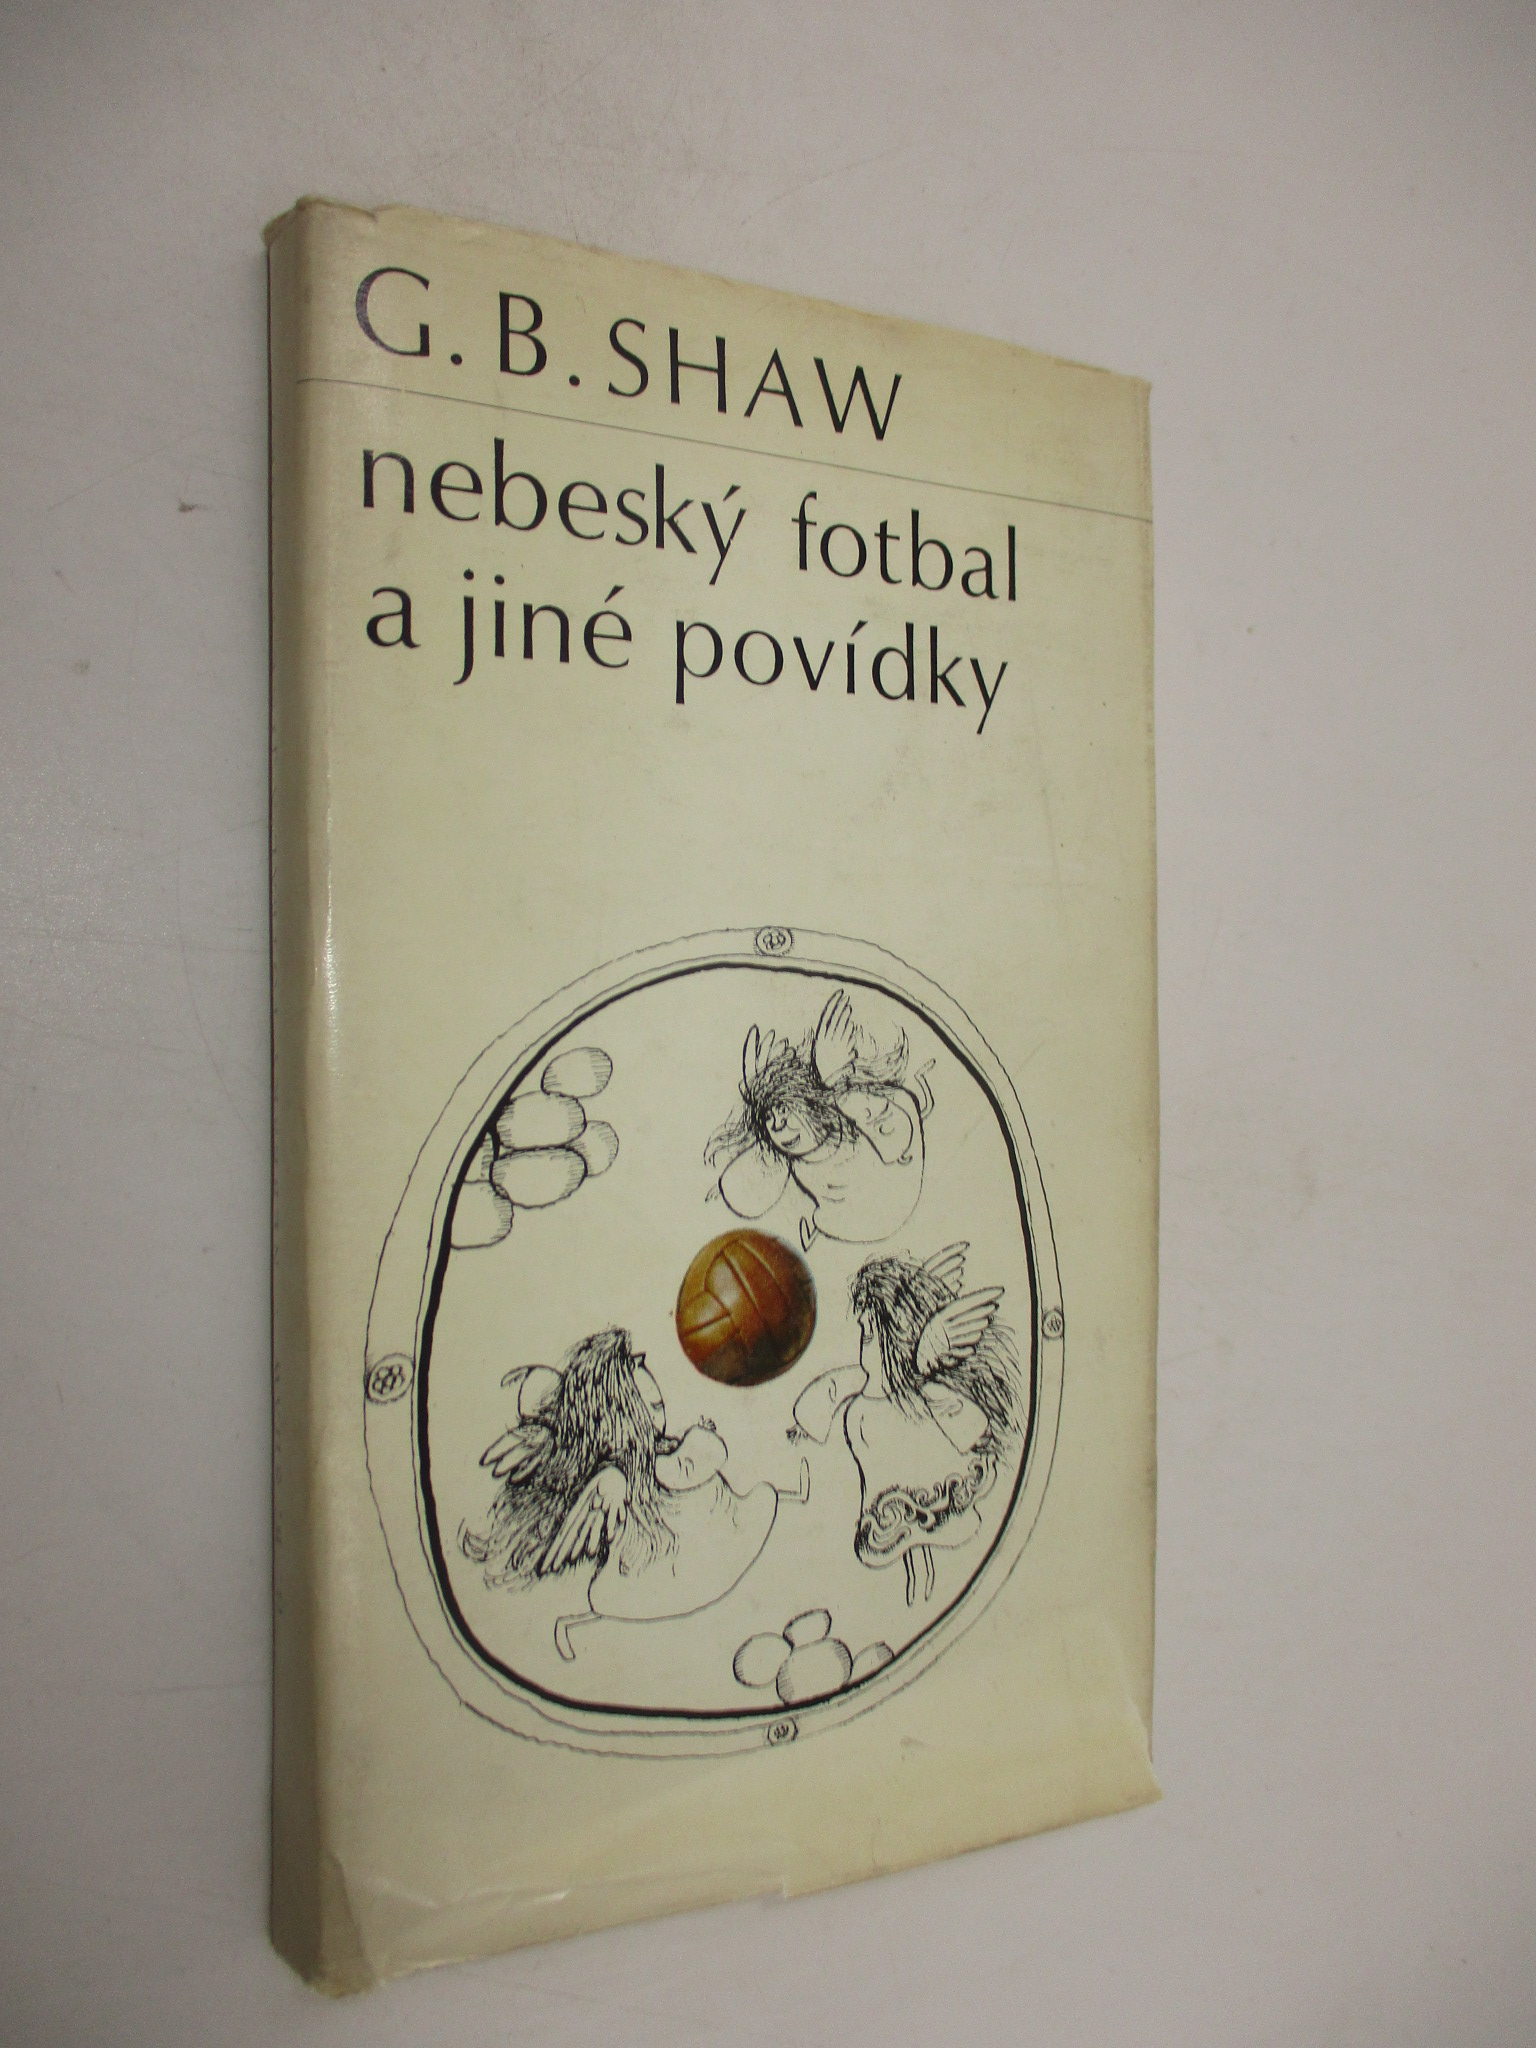 G. B. SHAW
nebeský fotbal
a jiné povídky